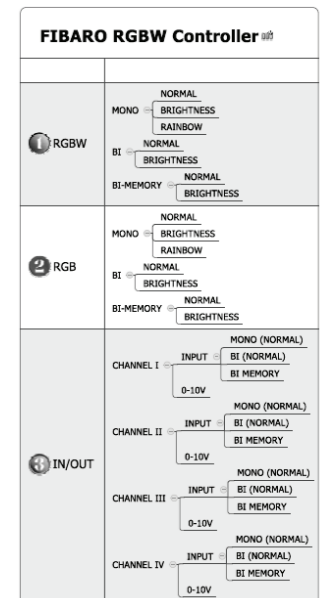 FIBARO RGBW Controller
1 RGBW
MONO
NORMAL
BRIGHTNESS
RAINBOW
BI
NORMAL
BRIGHTNESS
BI-MEMORY
NORMAL
BRIGHTNESS
2 RGB
MONO
NORMAL
BRIGHTNESS
RAINBOW
BI
NORMAL
BRIGHTNESS
BI-MEMORY
NORMAL
BRIGHTNESS
3 IN/OUT
CHANNEL I
INPUT
MONO (NORMAL)
BI (NORMAL)
BI MEMORY
0-10V
CHANNEL II
INPUT
MONO (NORMAL)
BI (NORMAL)
BI MEMORY
0-10V
CHANNEL III
INPUT
MONO (NORMAL)
BI (NORMAL)
BI MEMORY
0-10V
CHANNEL IV
INPUT
MONO (NORMAL)
BI (NORMAL)
BI MEMORY
0-10V